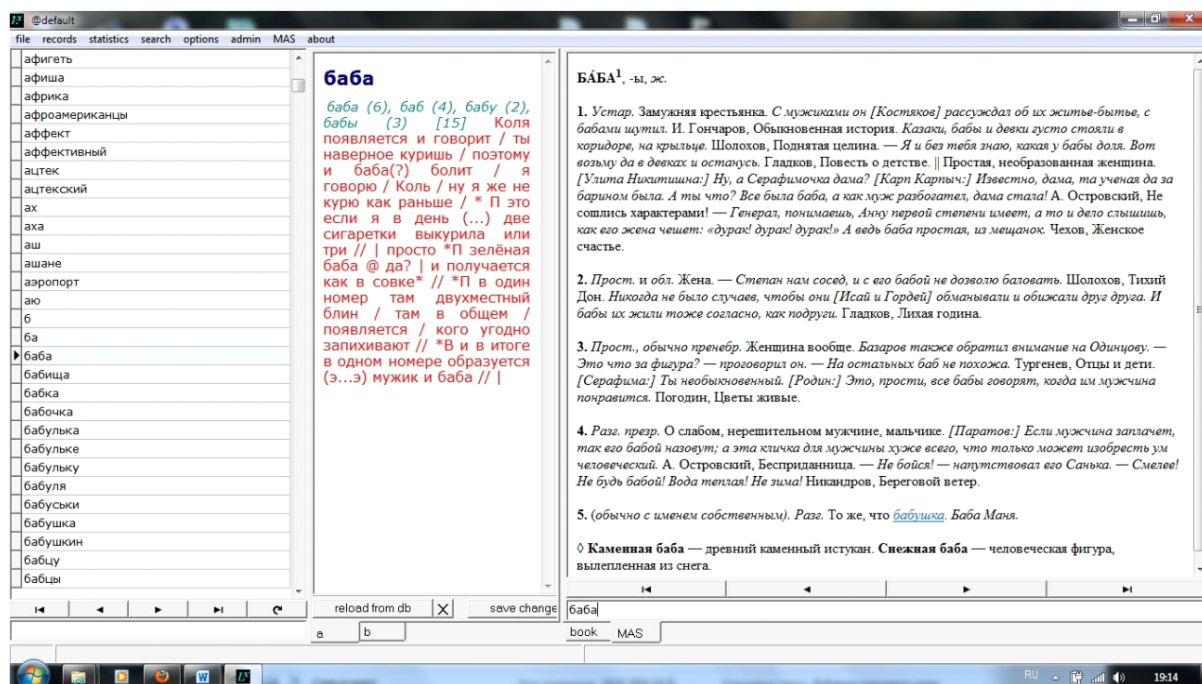 @default
file records statistics search options admin MAS about
афигеть
афиша
африка
афроамериканцы
аффект
аффективный
ацтек
ацтекский
ах
аха
аш
ашане
аэропорт
аю
б
ба
баба
бабища
бабка
бабочка
бабулька
бабульке
бабульку
бабуля
бабуськи
бабушка
бабушкин
бабцу
бабцы
баба
баба (6), баб (4), бабу (2),
бабы (3) [15] Коля
появляется и говорит / ты
наверное куришь / поэтому
и баба(?) болит / я
говорю / Коль / ну я же не
курю как раньше / * П это
если я в день (...) две
сигаретки выкурила или
три // | просто *П зелёная
баба @ да? | и получается
как в совке* // *П в один
номер там двухместный
блин / там в общем /
появляется / кого угодно
запихивают // *В и в итоге
в одном номере образуется
(э...э) мужик и баба // |
reload from db X save change
a b
БА́БА¹, -ы, ж.
1. Устар. Замужняя крестьянка. С мужиками он [Костяков] рассуждал об их житье-бытье, с
бабами шутил. И. Гончаров, Обыкновенная история. Казаки, бабы и девки густо стояли в
коридоре, на крыльце. Шолохов, Поднятая целина. — Я и без тебя знаю, какая у бабы доля. Вот
возьму да в девках и останусь. Гладков, Повесть о детстве. || Простая, необразованная женщина.
[Улита Никитишна:] Ну, а Серафимочка дама? [Карп Карпыч:] Известно, дама, та ученая да за
барином была. А ты что? Все была баба, а как муж разбогател, дама стала! А. Островский, Не
сошлись характерами! — Генерал, понимаешь, Анну первой степени имеет, а то и дело слышишь,
как его жена чешет: «дурак! дурак! дурак!» А ведь баба простая, из мещанок. Чехов, Женское
счастье.
2. Прост. и обл. Жена. — Степан нам сосед, и с его бабой не дозволю баловать. Шолохов, Тихий
Дон. Никогда не было случаев, чтобы они [Исай и Гордей] обманывали и обижали друг друга. И
бабы их жили тоже согласно, как подруги. Гладков, Лихая година.
3. Прост., обычно пренебр. Женщина вообще. Базаров также обратил внимание на Одинцову. —
Это что за фигура? — проговорил он. — На остальных баб не похожа. Тургенев, Отцы и дети.
[Серафима:] Ты необыкновенный. [Родин:] Это, прости, все бабы говорят, когда им мужчина
понравится. Погодин, Цветы живые.
4. Разг. презр. О слабом, нерешительном мужчине, мальчике. [Паратов:] Если мужчина заплачет,
так его бабой назовут; а эта кличка для мужчины хуже всего, что только может изобресть ум
человеческий. А. Островский, Бесприданница. — Не бойся! — напутствовал его Санька. — Смелее!
Не будь бабой! Вода теплая! Не зима! Никандров, Береговой ветер.
5. (обычно с именем собственным). Разг. То же, что бабушка. Баба Маня.
◊ Каменная баба — древний каменный истукан. Снежная баба — человеческая фигура,
вылепленная из снега.
баба
book MAS
RU 19:14